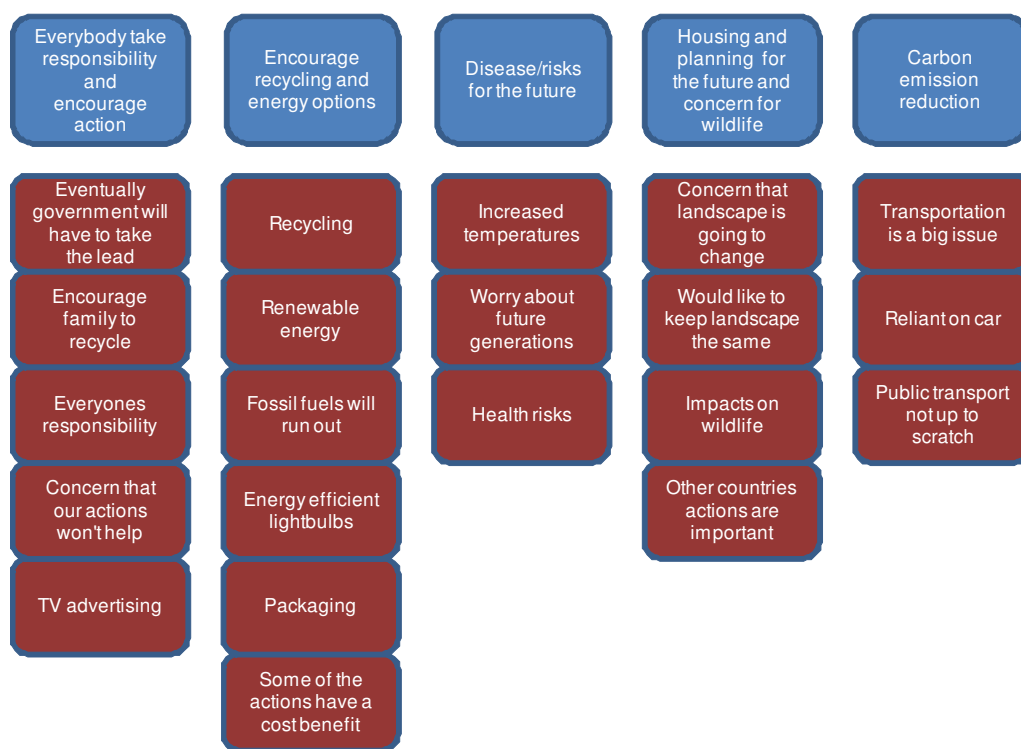 Everybody take
responsibility
and
encourage
action
Encourage
recycling and
energy options
Disease/risks
for the future
Housing and
planning for
the future and
concern for
wildlife
Carbon
emission
reduction
Eventually
government will
have to take
the lead
Encourage
family to
recycle
Everyones
responsibility
Concern that
our actions
won't help
TV advertising
Recycling
Renewable
energy
Fossil fuels will
run out
Energy efficient
lightbulbs
Packaging
Some of the
actions have a
cost benefit
Increased
temperatures
Worry about
future
generations
Health risks
Concern that
landscape is
going to
change
Would like to
keep landscape
the same
Impacts on
wildlife
Other countries
actions are
important
Transportation
is a big issue
Reliant on car
Public transport
not up to
scratch